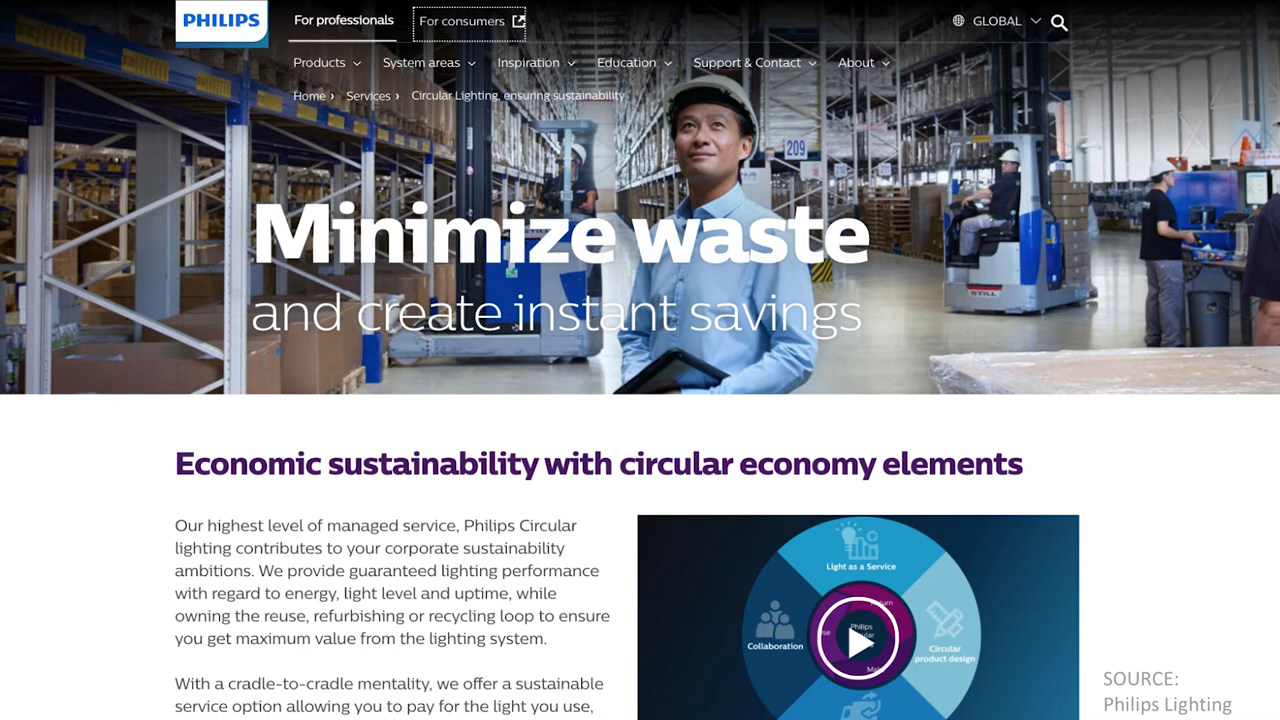 PHILIPS
For professionals
For consumers
GLOBAL
Products
System areas
Inspiration
Education
Support & Contact
About
Home › Services › Circular Lighting, ensuring sustainability
209
Minimize waste
and create instant savings
STILL
Economic sustainability with circular economy elements
Our highest level of managed service, Philips Circular
lighting contributes to your corporate sustainability
ambitions. We provide guaranteed lighting performance
with regard to energy, light level and uptime, while
owning the reuse, refurbishing or recycling loop to ensure
you get maximum value from the lighting system.
With a cradle-to-cradle mentality, we offer a sustainable
service option allowing you to pay for the light you use,
Light as a Service
Collaboration
Philips
Circular
product design
SOURCE:
Philips Lighting